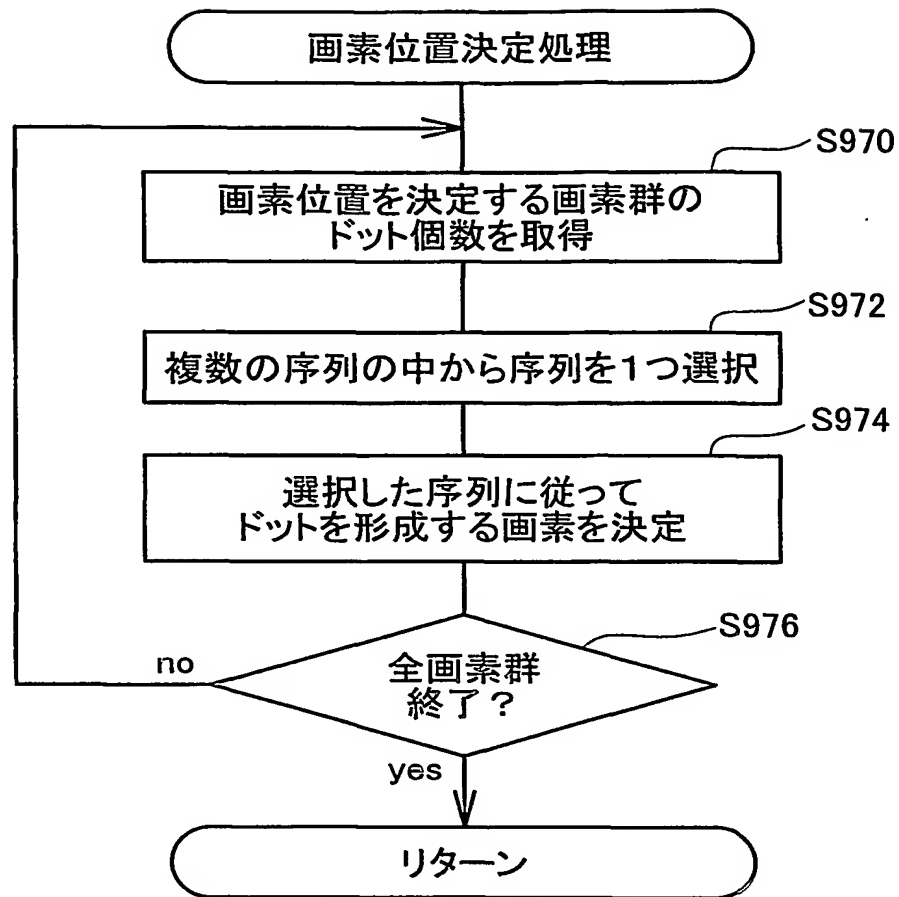 画素位置決定処理
S970
画素位置を決定する画素群の
ドット個数を取得
S972
複数の序列の中から序列を1つ選択
S974
選択した序列に従って
ドットを形成する画素を決定
S976
no
全画素群
終了？
yes
リターン